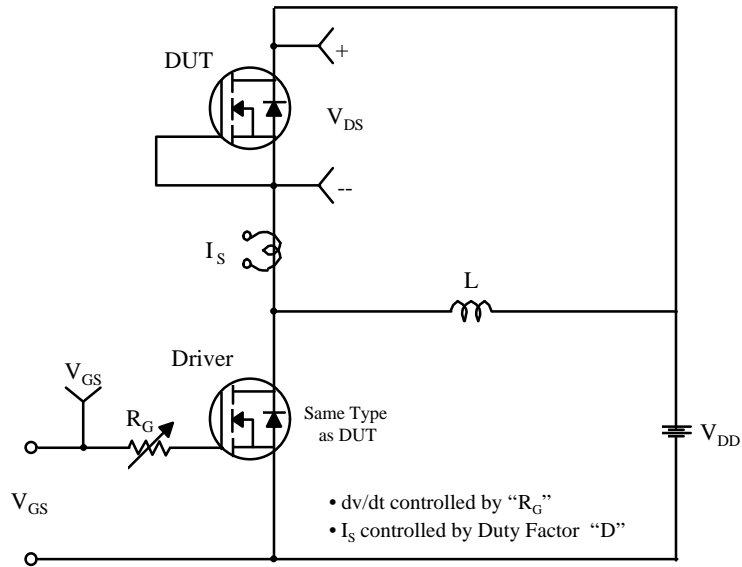 DUT
+
V_DS
--
I_S
L
Driver
V_GS
R_G
Same Type
as DUT
V_DD
V_GS
• dv/dt controlled by “R_G”
• I_S controlled by Duty Factor “D”